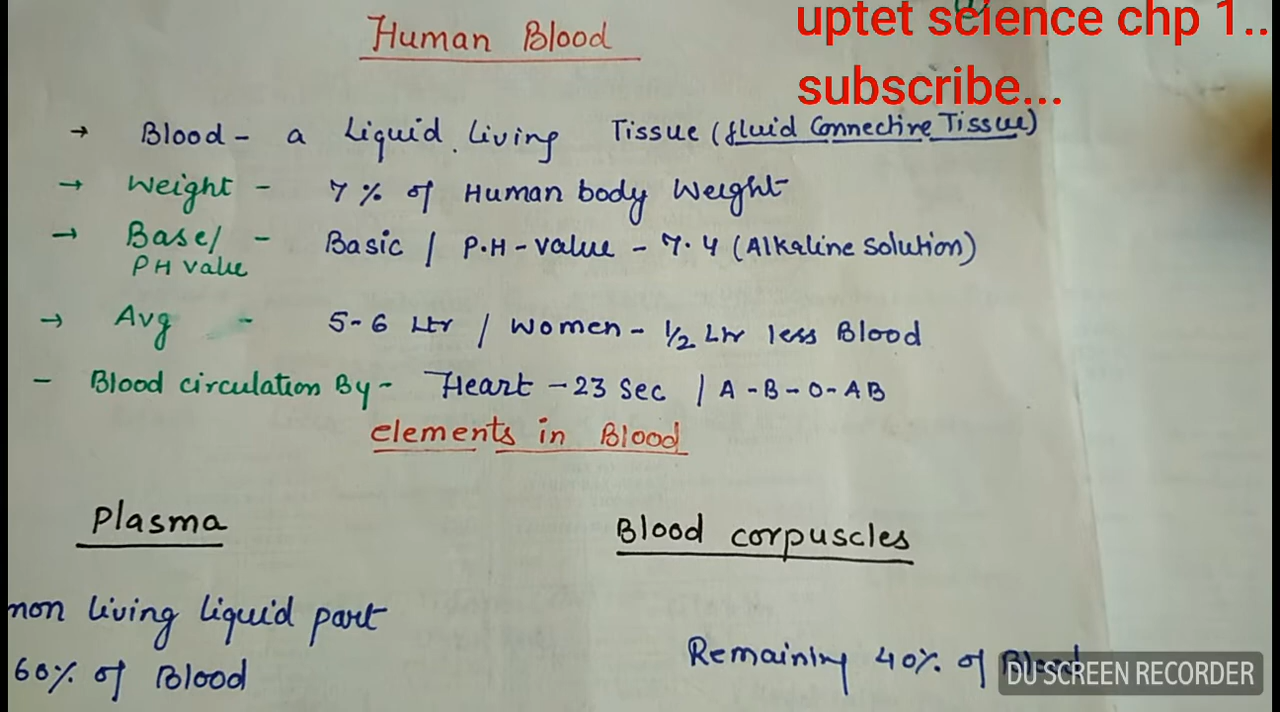 Human Blood
uptet science chp 1..
subscribe...
→ Blood - a Liquid Living Tissue (fluid Connective Tissue)
→ Weight - 7 % of Human body Weight
→ Base/ - Basic / P.H - value - 7.4 (Alkaline Solution)
PH value
→ Avg - 5-6 Ltr / Women - 1/2 Ltr less Blood
- Blood circulation By - Heart - 23 Sec / A - B - O - AB
elements in Blood
Plasma Blood corpuscles
non Living liquid part
60% of Blood Remaining 40% of Blood
DU SCREEN RECORDER